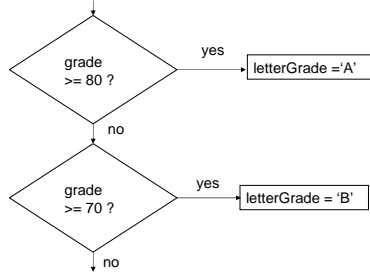 grade
>= 80 ?
yes
letterGrade =‘A’
no
grade
>= 70 ?
yes
letterGrade = ‘B’
no